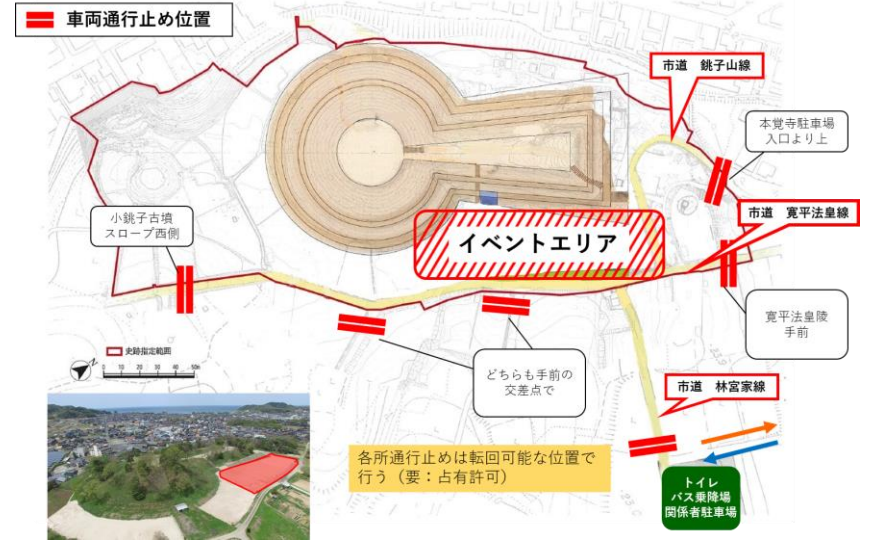 車両通行止め位置
市道 銚子山線
本覚寺駐車場
入口より上
小銚子古墳
スロープ西側
市道 寛平法皇線
イベントエリア
寛平法皇陵
手前
どちらも手前の
交差点で
史跡指定範囲
N
0 10 20 30 40 50m
市道 林宮家線
各所通行止めは転回可能な位置で
行う（要：占有許可）
トイレ
バス乗降場
関係者駐車場